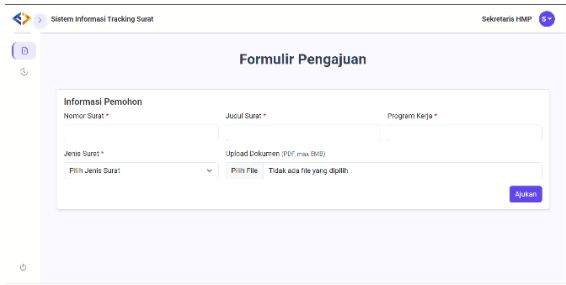 Sistem Informasi Tracking Surat
Sekretaris HMP
S
Formulir Pengajuan
Informasi Pemohon
Nomor Surat *
Judul Surat *
Program Kerja *
Jenis Surat *
Upload Dokumen (PDF, max 5MB)
Pilih Jenis Surat
Pilih File Tidak ada file yang dipilih
Ajukan